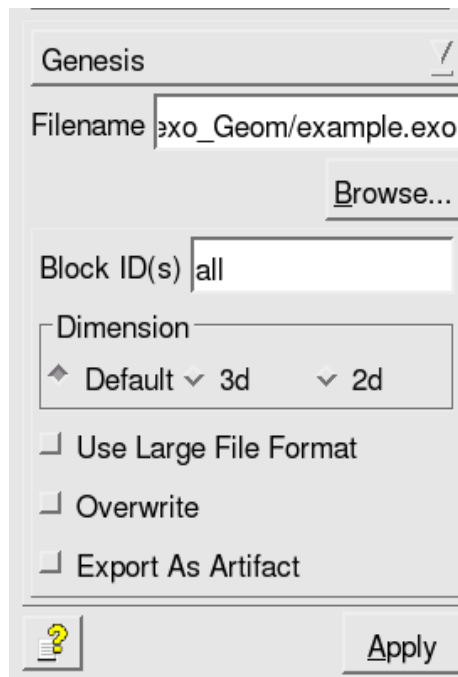 Genesis
Filename exo_Geom/example.exo
Browse...
Block ID(s) all
Dimension
Default 3d 2d
Use Large File Format
Overwrite
Export As Artifact
Apply